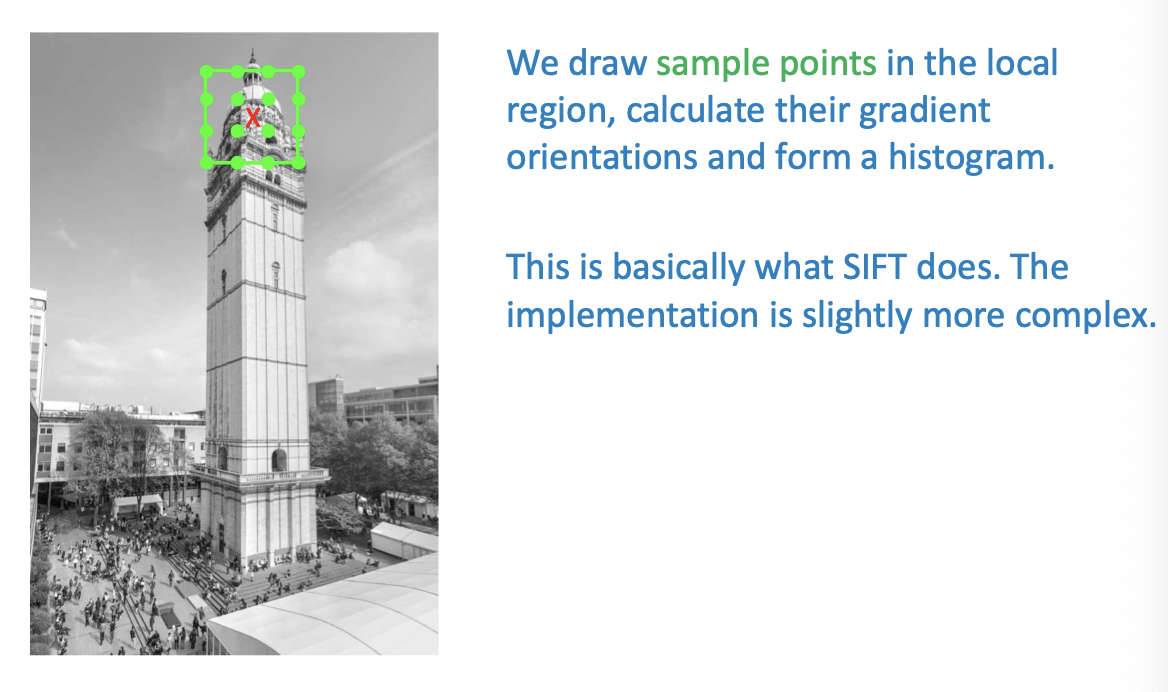 X
We draw sample points in the local
region, calculate their gradient
orientations and form a histogram.
This is basically what SIFT does. The
implementation is slightly more complex.